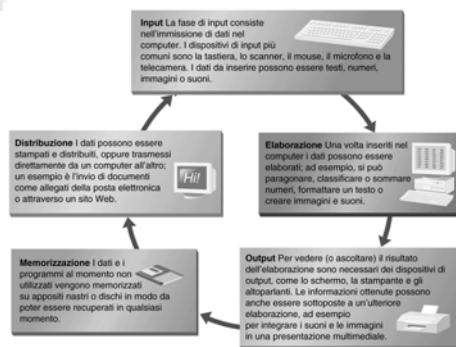 Input La fase di input consiste
nell'immissione di dati nel
computer. I dispositivi di input più
comuni sono la tastiera, lo scanner, il mouse, il microfono e la
telecamera. I dati da inserire possono essere testi, numeri,
immagini o suoni.
Elaborazione Una volta inseriti nel
computer i dati possono essere
elaborati; ad esempio, si può
paragonare, classificare o sommare
numeri, formattare un testo o
creare immagini e suoni.
Output Per vedere (o ascoltare) il risultato
dell'elaborazione sono necessari dei dispositivi di
output, come lo schermo, la stampante e gli
altoparlanti. Le informazioni ottenute possono
anche essere sottoposte a un'ulteriore
elaborazione, ad esempio
per integrare i suoni e le immagini
in una presentazione multimediale.
Memorizzazione I dati e i
programmi al momento non
utilizzati vengono memorizzati
su appositi nastri o dischi in modo da
poter essere recuperati in qualsiasi
momento.
Distribuzione I dati possono essere
stampati e distribuiti, oppure trasmessi
direttamente da un computer all'altro;
un esempio è l'invio di documenti
come allegati della posta elettronica
o attraverso un sito Web.
Hi!